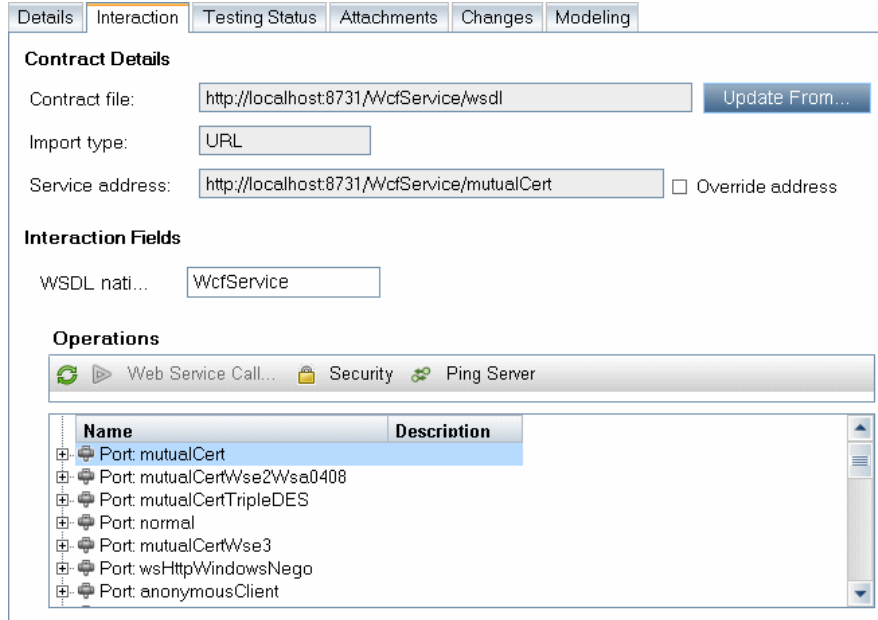 Details Interaction Testing Status Attachments Changes Modeling
Contract Details
Contract file: http://localhost:8731/WcfService/wsdl Update From...
Import type: URL
Service address: http://localhost:8731/WcfService/mutualCert Override address
Interaction Fields
WSDL nati... WcfService
Operations
Web Service Call... Security Ping Server
Name Description
Port: mutualCert
Port: mutualCertWse2Wsa0408
Port: mutualCertTripleDES
Port: normal
Port: mutualCertWse3
Port: wsHttpWindowsNego
Port: anonymousClient